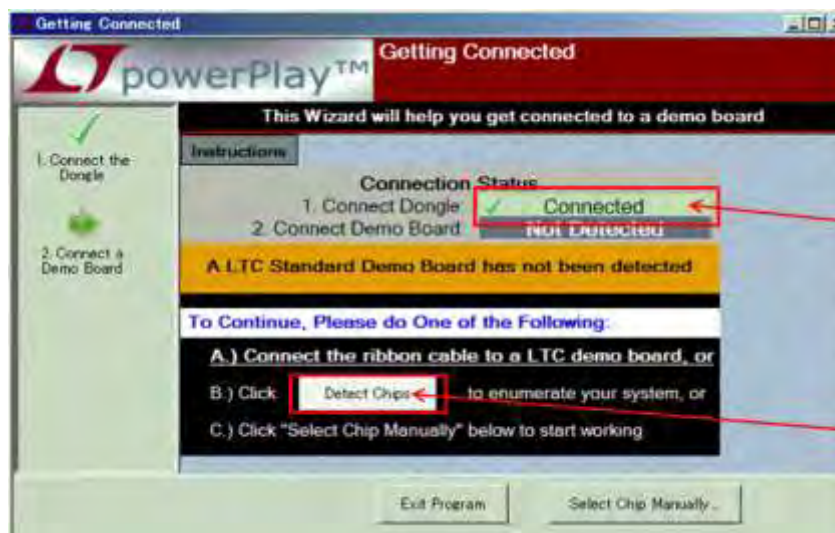 Getting Connected
LT powerPlay™
Getting Connected
This Wizard will help you get connected to a demo board
1. Connect the
Dongle
2. Connect a
Demo Board
Instructions
Connection Status
1. Connect Dongle Connected
2. Connect Demo Board Not Detected
A LTC Standard Demo Board has not been detected
To Continue, Please do One of the Following:
A.) Connect the ribbon cable to a LTC demo board, or
B.) Click Detect Chips to enumerate your system, or
C.) Click "Select Chip Manually" below to start working
Exit Program
Select Chip Manually..